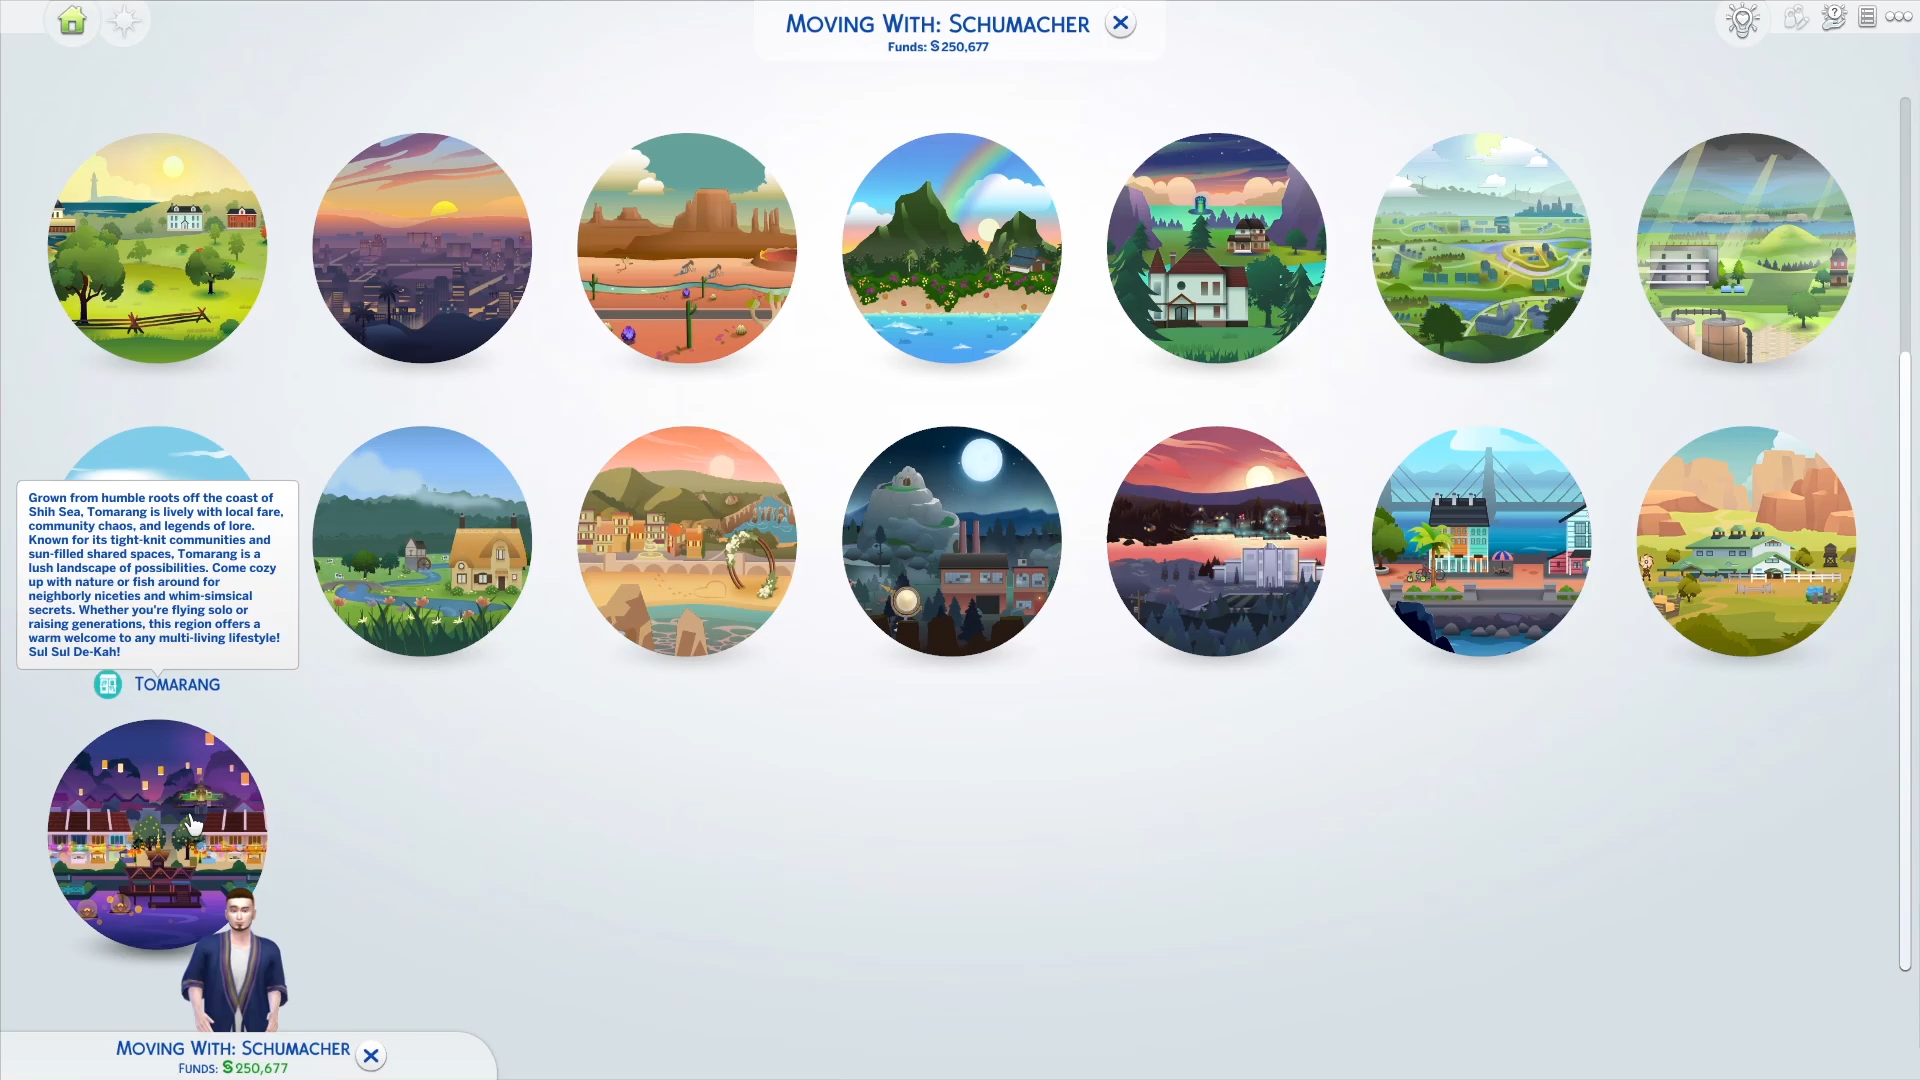 Moving With: Schumacher
Funds: §250,677
Grown from humble roots off the coast of
Shih Sea, Tomarang is lively with local fare,
community chaos, and legends of lore.
Known for its tight-knit communities and
sun-filled shared spaces, Tomarang is a
lush landscape of possibilities. Come cozy
up with nature or fish around for
neighborly niceties and whim-simsical
secrets. Whether you're flying solo or
raising generations, this region offers a
warm welcome to any multi-living lifestyle!
Sul Sul De-Kah!
Tomarang
Moving With: Schumacher
Funds: §250,677